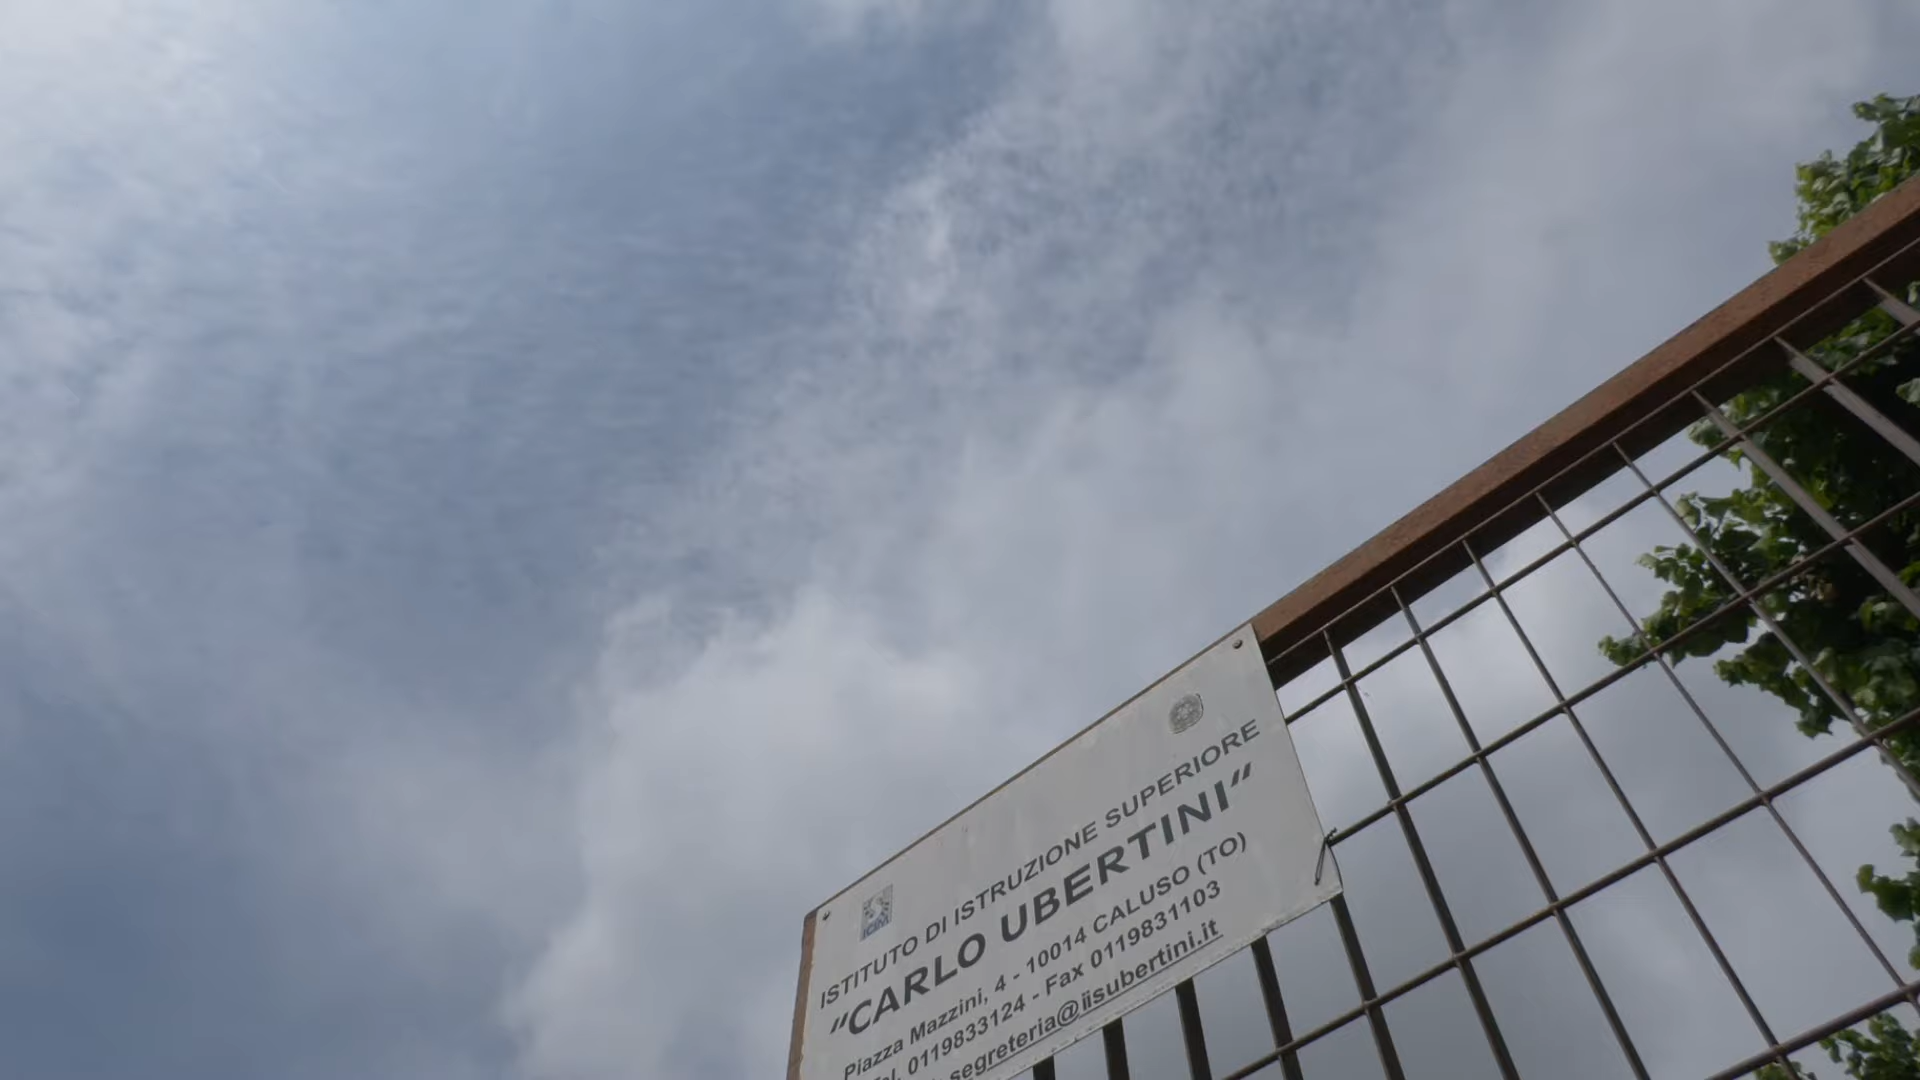 ISTITUTO DI ISTRUZIONE SUPERIORE
"CARLO UBERTINI"
Piazza Mazzini, 4 - 10014 CALUSO (TO)
Tel. 0119833124 - Fax 0119831103
segreteria@iisubertini.it